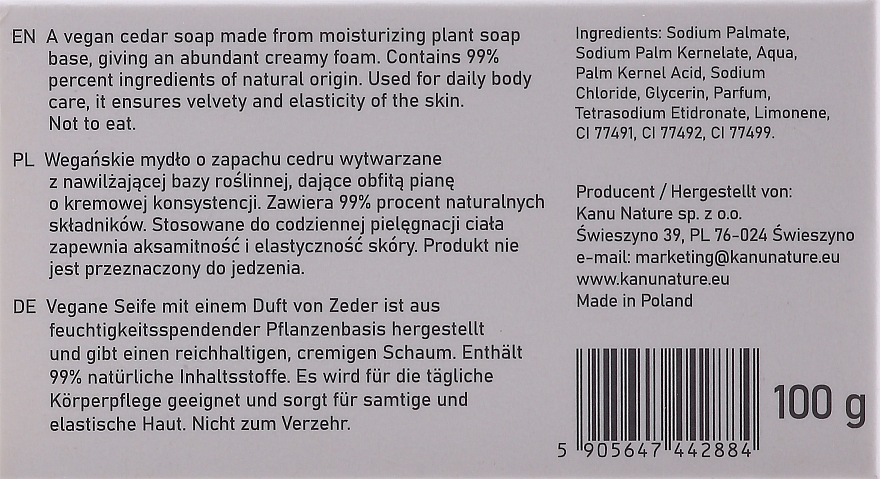 EN A vegan cedar soap made from moisturizing plant soap
base, giving an abundant creamy foam. Contains 99%
percent ingredients of natural origin. Used for daily body
care, it ensures velvety and elasticity of the skin.
Not to eat.
PL Wegańskie mydło o zapachu cedru wytwarzane
z nawilżającej bazy roślinnej, dające obfitą pianę
o kremowej konsystencji. Zawiera 99% procent naturalnych
składników. Stosowane do codziennej pielęgnacji ciała
zapewnia aksamitność i elastyczność skóry. Produkt nie
jest przeznaczony do jedzenia.
DE Vegane Seife mit einem Duft von Zeder ist aus
feuchtigkeitsspendender Pflanzenbasis hergestellt
und gibt einen reichhaltigen, cremigen Schaum. Enthält
99% natürliche Inhaltsstoffe. Es wird für die tägliche
Körperpflege geeignet und sorgt für samtige und
elastische Haut. Nicht zum Verzehr.
Ingredients: Sodium Palmate,
Sodium Palm Kernelate, Aqua,
Palm Kernel Acid, Sodium
Chloride, Glycerin, Parfum,
Tetrasodium Etidronate, Limonene,
CI 77491, CI 77492, CI 77499.
Producent / Hergestellt von:
Kanu Nature sp. z o.o.
Świeszyno 39, PL 76-024 Świeszyno
e-mail: marketing@kanunature.eu
www.kanunature.eu
Made in Poland
5 905647 442884
100 g